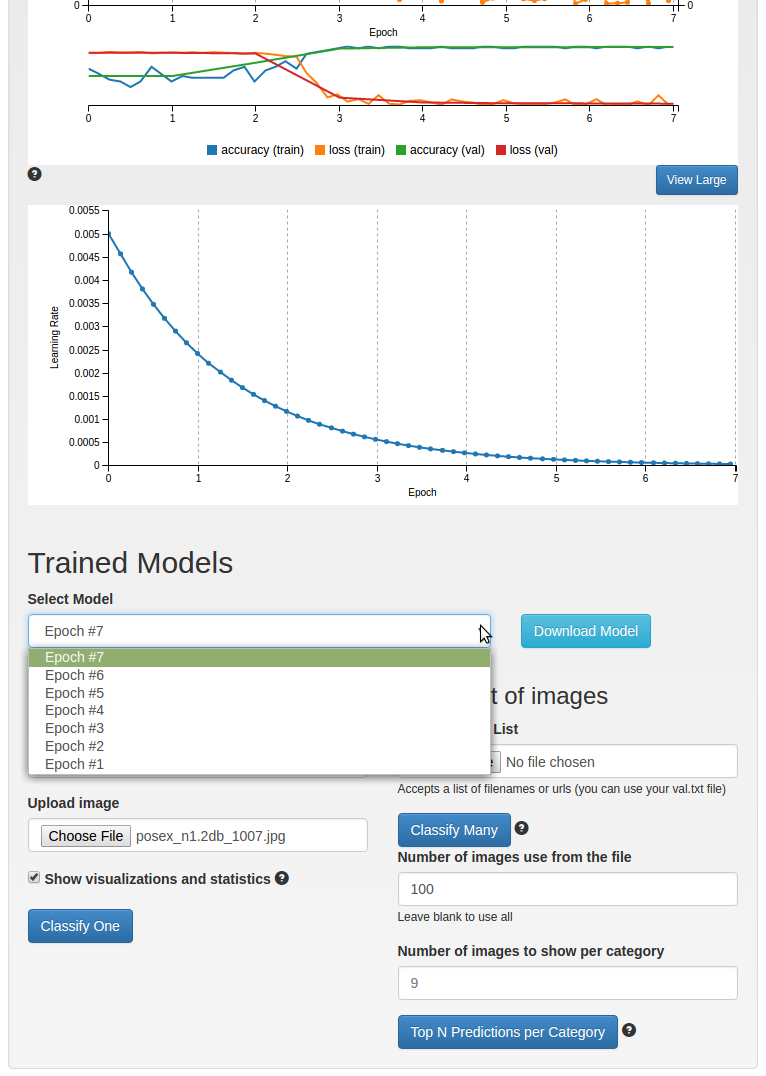 0 0
0 1 2 3 4 5 6 7
Epoch
0 1 2 3 4 5 6 7
accuracy (train) loss (train) accuracy (val) loss (val)
?
View Large
0.0055
0.005
0.0045
0.004
0.0035
0.003
0.0025
0.002
0.0015
0.001
0.0005
0
Learning Rate
0 1 2 3 4 5 6 7
Epoch
Trained Models
Select Model
Epoch #7
Download Model
Epoch #7
Epoch #6
Epoch #5
Epoch #4
Epoch #3
Epoch #2
Epoch #1
t of images
List
No file chosen
Accepts a list of filenames or urls (you can use your val.txt file)
Upload image
Choose File posex_n1.2db_1007.jpg
Show visualizations and statistics ?
Classify One
Classify Many ?
Number of images use from the file
100
Leave blank to use all
Number of images to show per category
9
Top N Predictions per Category ?